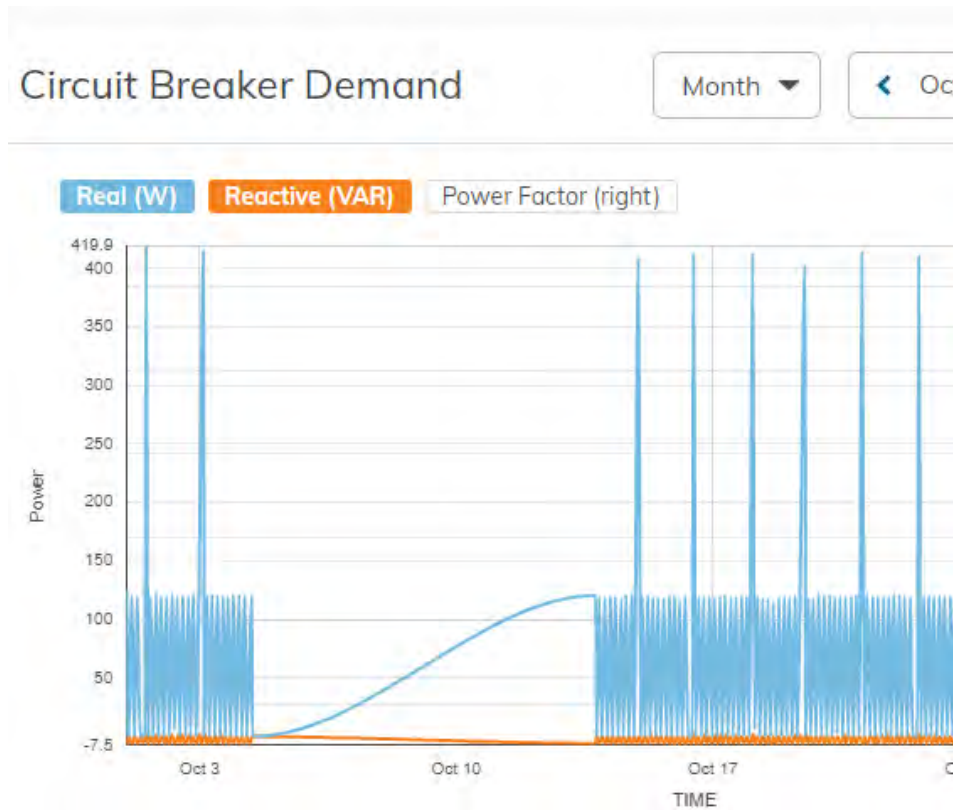 Circuit Breaker Demand
Month
Oc
Real (W) Reactive (VAR) Power Factor (right)
419.9
400
350
300
250
200
150
100
50
-7.5
Power
Oct 3 Oct 10 Oct 17 O
TIME